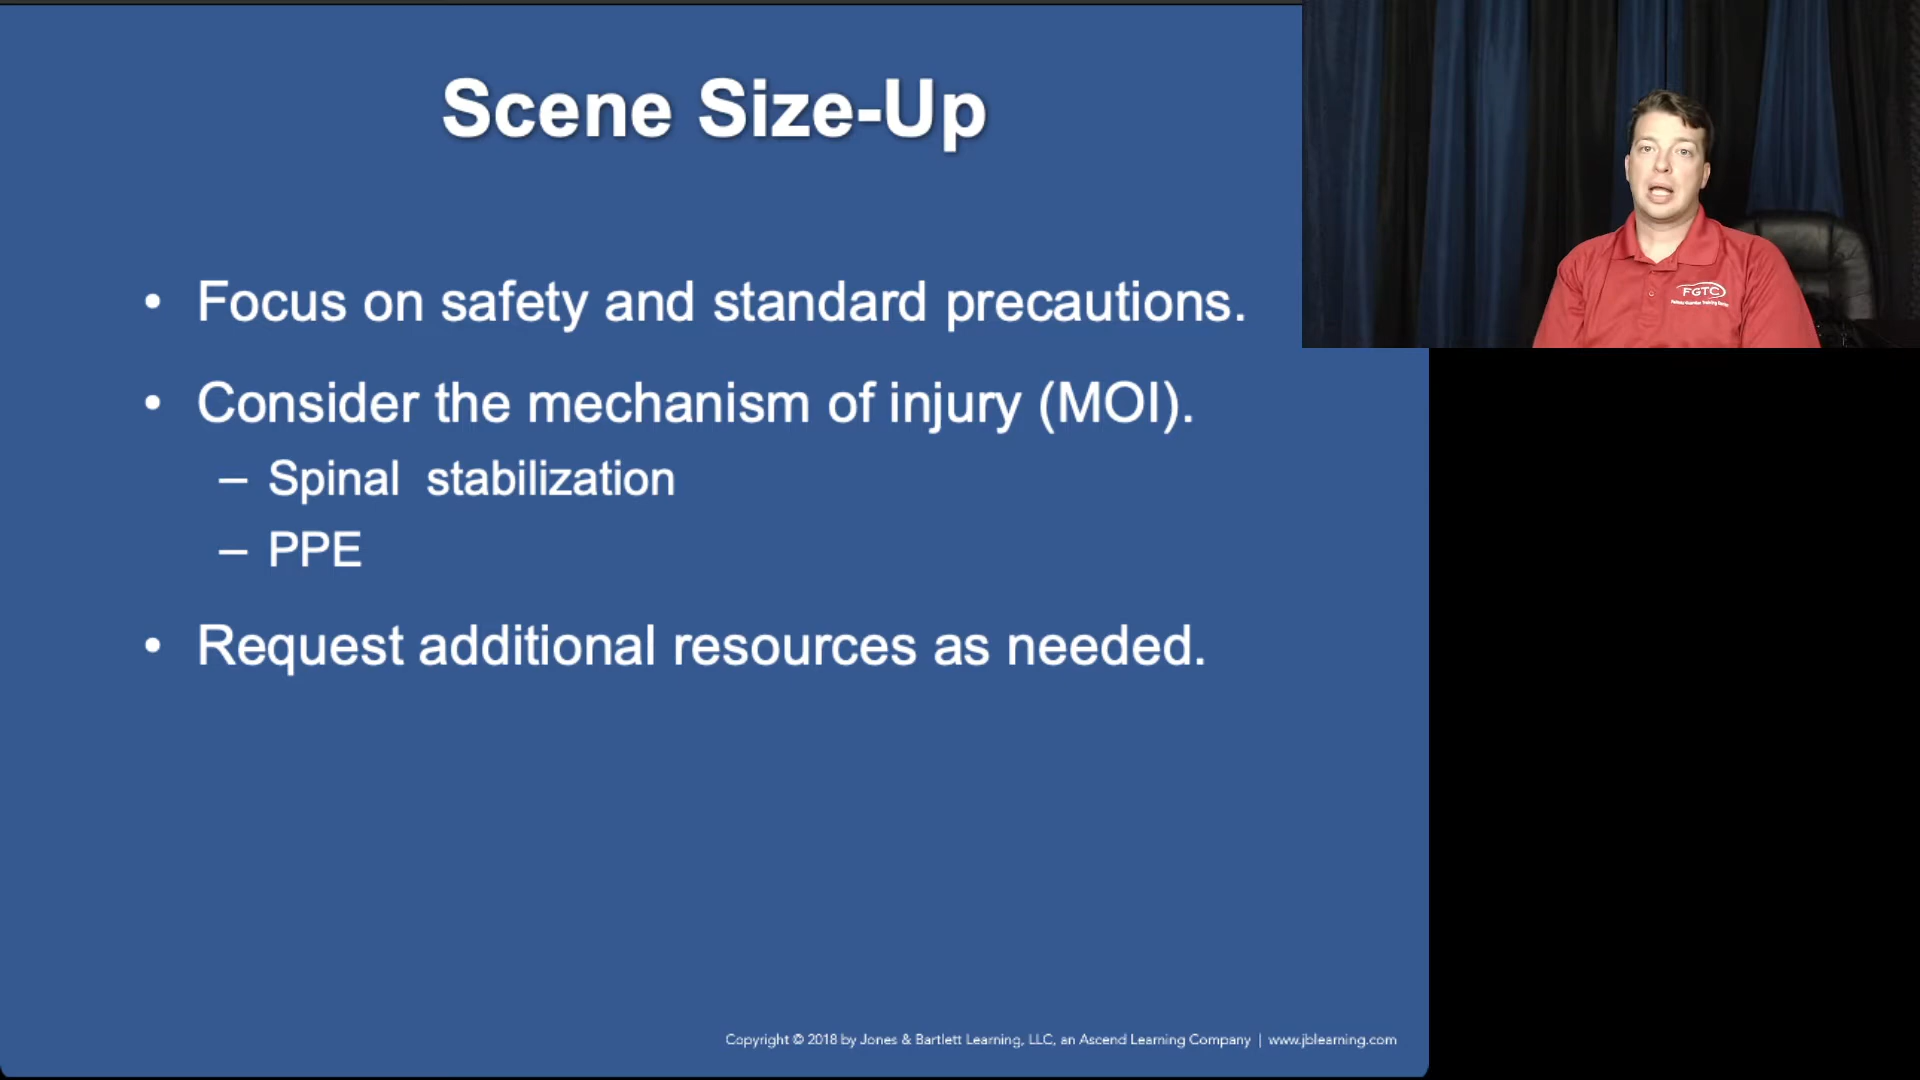 Scene Size-Up
• Focus on safety and standard precautions.
• Consider the mechanism of injury (MOI).
– Spinal stabilization
– PPE
• Request additional resources as needed.
Copyright © 2018 by Jones & Bartlett Learning, LLC, an Ascend Learning Company | www.jblearning.com
FGTC